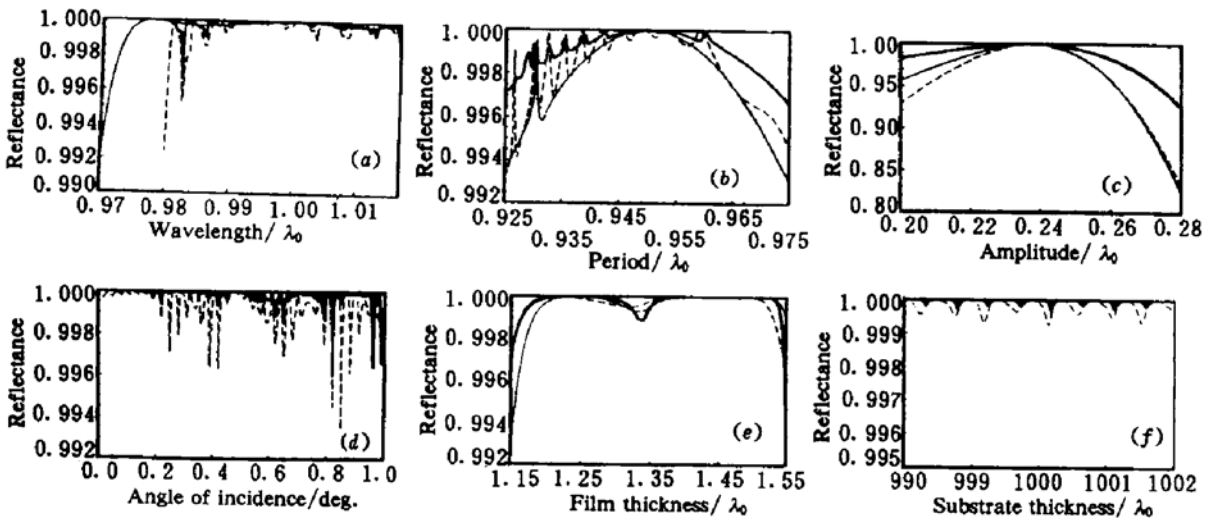 Reflectance
1.000
0.998
0.996
0.994
0.992
0.990
(a)
0.97 0.98 0.99 1.00 1.01
Wavelength/ λ₀
Reflectance
1.000
0.998
0.996
0.994
0.992
(b)
0.925 0.945 0.965
0.935 0.955 0.975
Period/ λ₀
Reflectance
1.00
0.95
0.90
0.85
0.80
(c)
0.20 0.22 0.24 0.26 0.28
Amplitude/ λ₀
Reflectance
1.000
0.998
0.996
0.994
0.992
(d)
0.0 0.2 0.4 0.6 0.8 1.0
Angle of incidence/deg.
Reflectance
1.000
0.998
0.996
0.994
0.992
(e)
1.15 1.25 1.35 1.45 1.55
Film thickness/ λ₀
Reflectance
1.000
0.999
0.998
0.997
0.996
0.995
(f)
990 999 1000 1001 1002
Substrate thickness/ λ₀